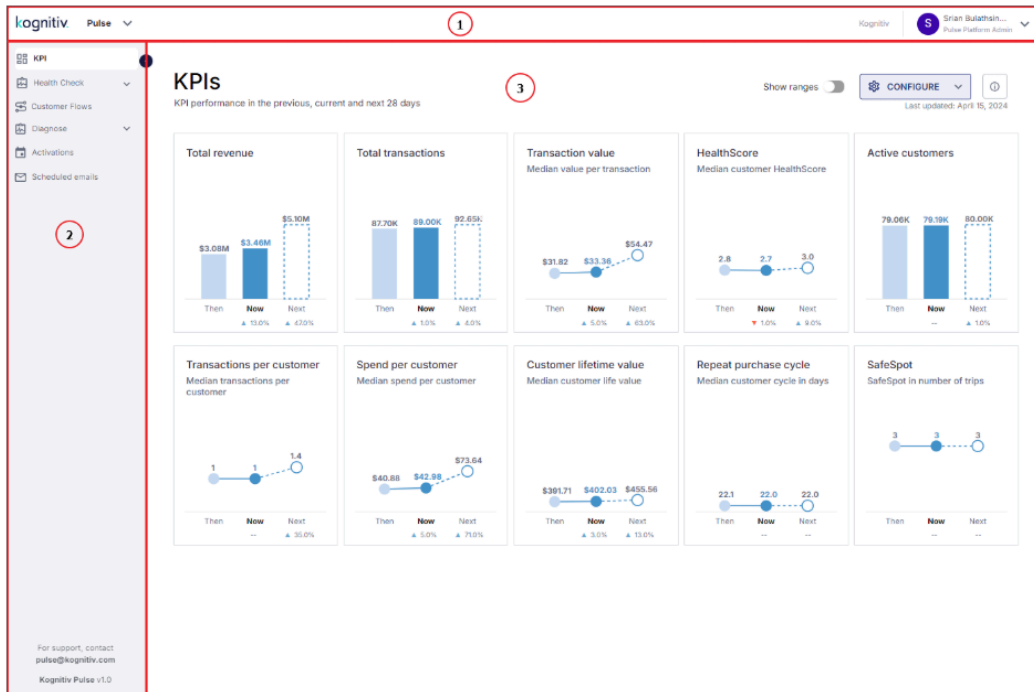 kognitiv Pulse
1
Kognitiv
S
Srian Bulathsin...
Pulse Platform Admin
KPI
Health Check
Customer Flows
Diagnose
Activations
Scheduled emails
2
For support, contact
pulse@kognitiv.com
Kognitiv Pulse v1.0
KPIs
KPI performance in the previous, current and next 28 days
3
Show ranges
CONFIGURE
Last updated: April 15, 2024
Total revenue
$3.08M $3.46M $5.10M
Then Now Next
▲ 13.0% ▲ 47.0%
Total transactions
87.70K 89.00K 92.65K
Then Now Next
▲ 1.0% ▲ 4.0%
Transaction value
Median value per transaction
$31.82 $33.36 $54.47
Then Now Next
▲ 5.0% ▲ 63.0%
HealthScore
Median customer HealthScore
2.8 2.7 3.0
Then Now Next
▼ 1.0% ▲ 9.0%
Active customers
79.06K 79.19K 80.00K
Then Now Next
-- ▲ 1.0%
Transactions per customer
Median transactions per
customer
1 1 1.4
Then Now Next
-- ▲ 35.0%
Spend per customer
Median spend per customer
$40.88 $42.98 $73.64
Then Now Next
▲ 5.0% ▲ 71.0%
Customer lifetime value
Median customer life value
$391.71 $402.03 $455.56
Then Now Next
▲ 3.0% ▲ 13.0%
Repeat purchase cycle
Median customer cycle in days
22.1 22.0 22.0
Then Now Next
-- --
SafeSpot
SafeSpot in number of trips
3 3 3
Then Now Next
-- --